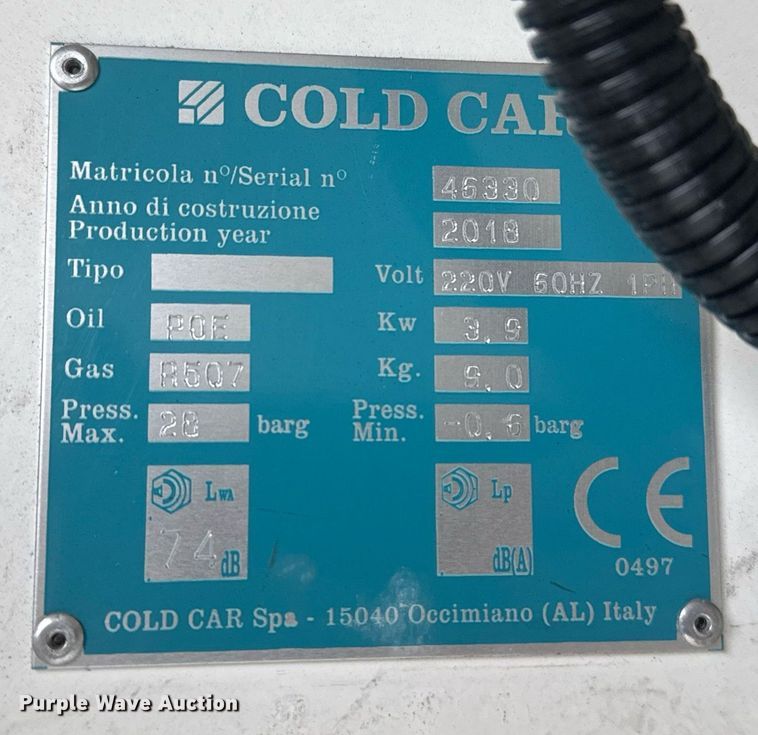 COLD CAR
Matricola nº/Serial nº 46330
Anno di costruzione
Production year 2018
Tipo Volt 220V 60HZ 1PH
Oil POE Kw 3.9
Gas R507 Kg. 9.0
Press. Max. 28 barg Press. Min. -0.6 barg
LWA Lp
74 dB dB(A)
CE
0497
COLD CAR Spa - 15040 Occimiano (AL) Italy
Purple Wave Auction